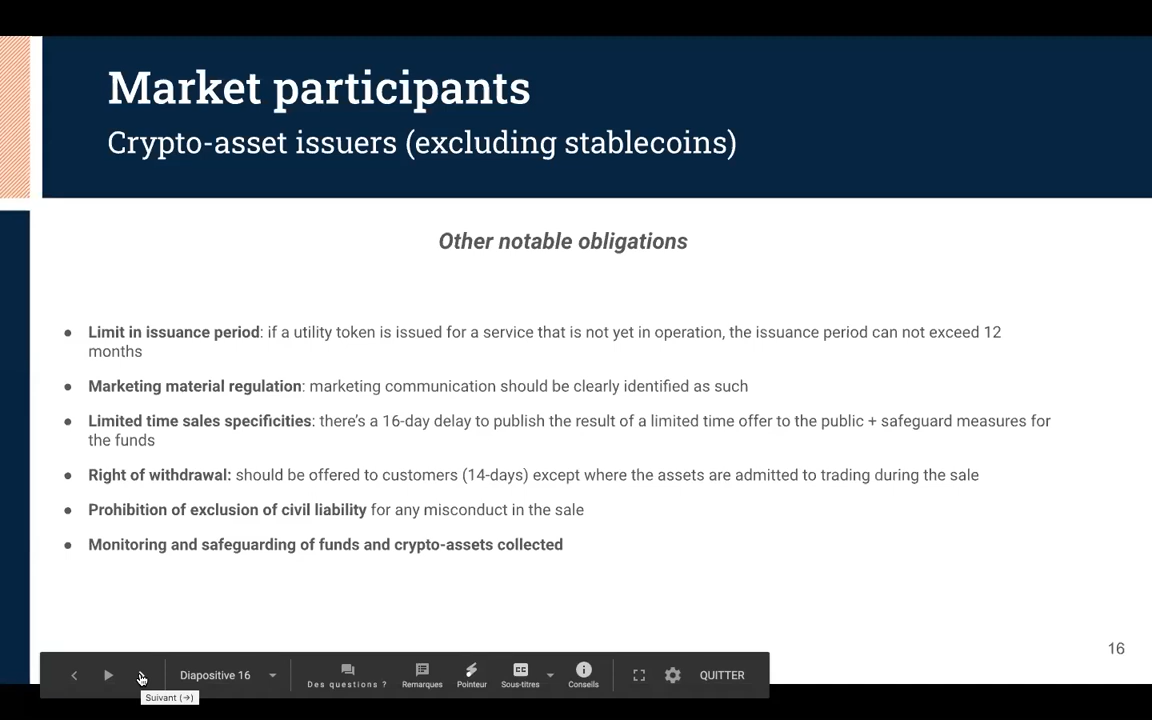 Market participants
Crypto-asset issuers (excluding stablecoins)
Other notable obligations
● Limit in issuance period: if a utility token is issued for a service that is not yet in operation, the issuance period can not exceed 12
months
● Marketing material regulation: marketing communication should be clearly identified as such
● Limited time sales specificities: there's a 16-day delay to publish the result of a limited time offer to the public + safeguard measures for
the funds
● Right of withdrawal: should be offered to customers (14-days) except where the assets are admitted to trading during the sale
● Prohibition of exclusion of civil liability for any misconduct in the sale
● Monitoring and safeguarding of funds and crypto-assets collected
16
Diapositive 16
Des questions ?
Remarques
Pointeur
CC
Sous-titres
Conseils
QUITTER
Suivant (→)